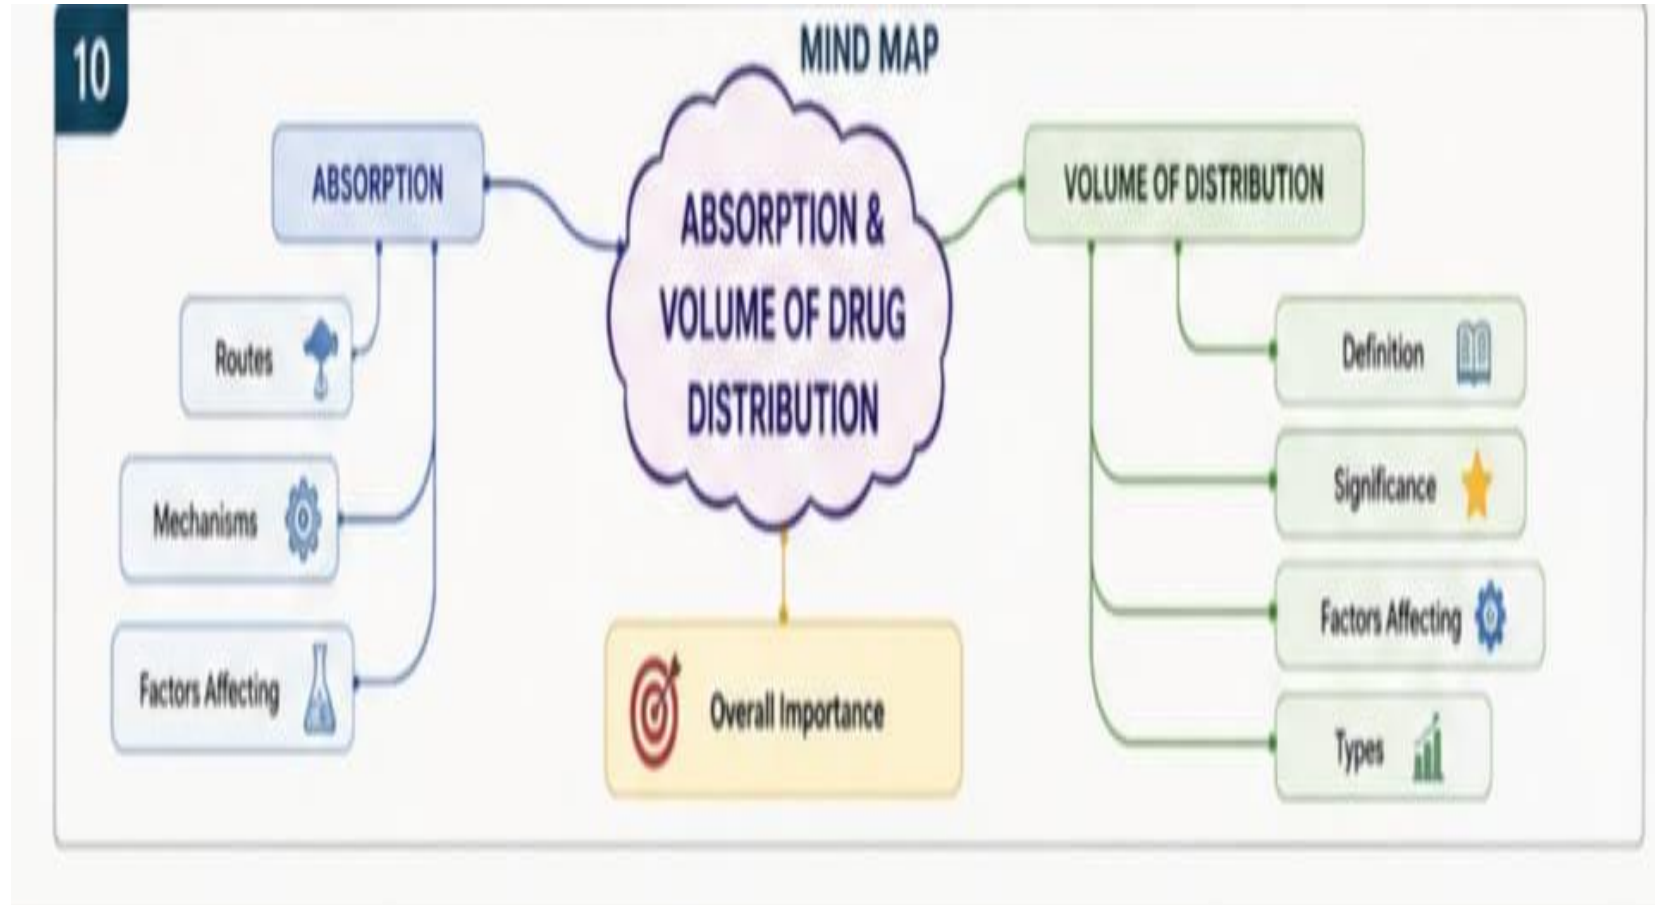 10
MIND MAP
ABSORPTION
Routes
Mechanisms
Factors Affecting
ABSORPTION &
VOLUME OF DRUG
DISTRIBUTION
Overall Importance
VOLUME OF DISTRIBUTION
Definition
Significance
Factors Affecting
Types